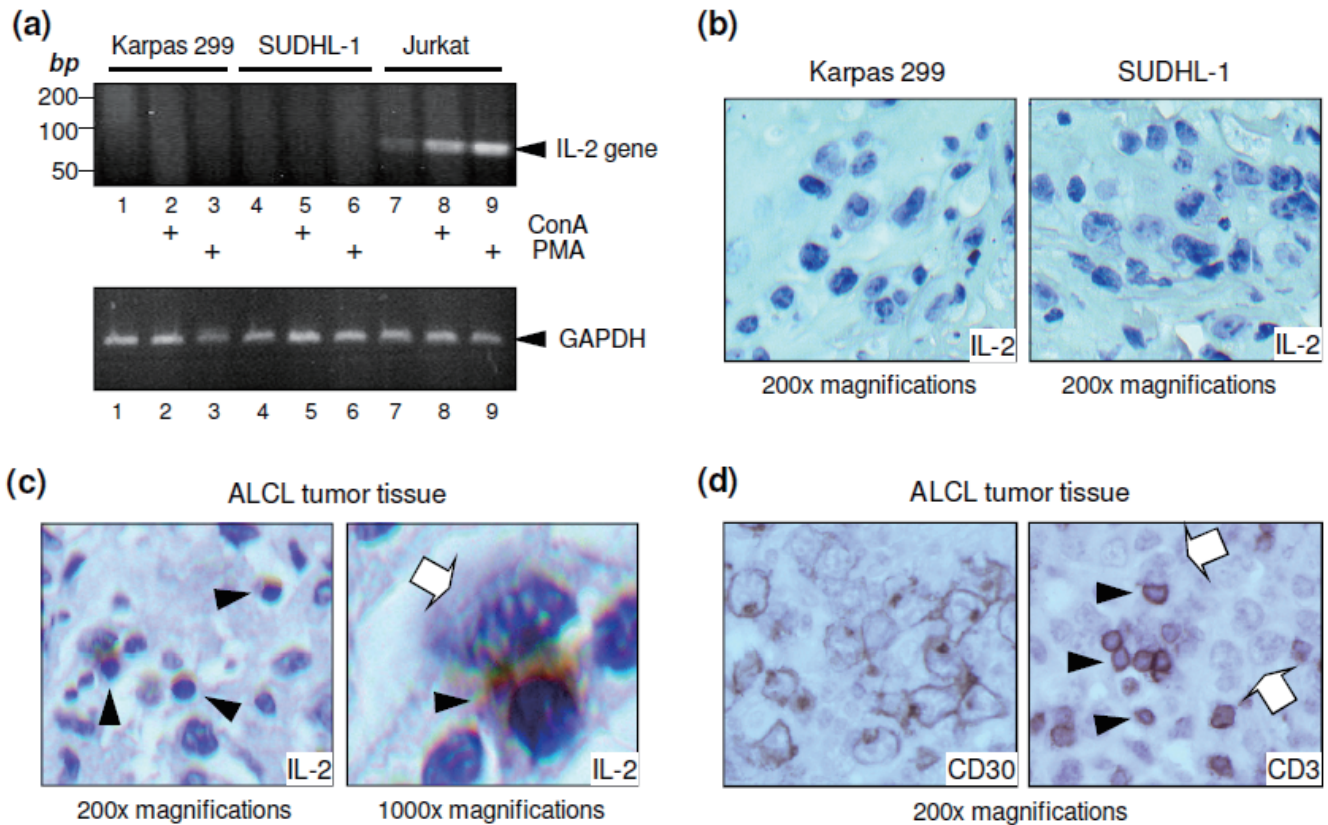 (a)
Karpas 299 SUDHL-1 Jurkat
bp
200
100
50
IL-2 gene
1 2 3 4 5 6 7 8 9
+ + + ConA
+ + + PMA
GAPDH
1 2 3 4 5 6 7 8 9
(b)
Karpas 299 SUDHL-1
IL-2 IL-2
200x magnifications 200x magnifications
(c)
ALCL tumor tissue
IL-2 IL-2
200x magnifications 1000x magnifications
(d)
ALCL tumor tissue
CD30 CD3
200x magnifications